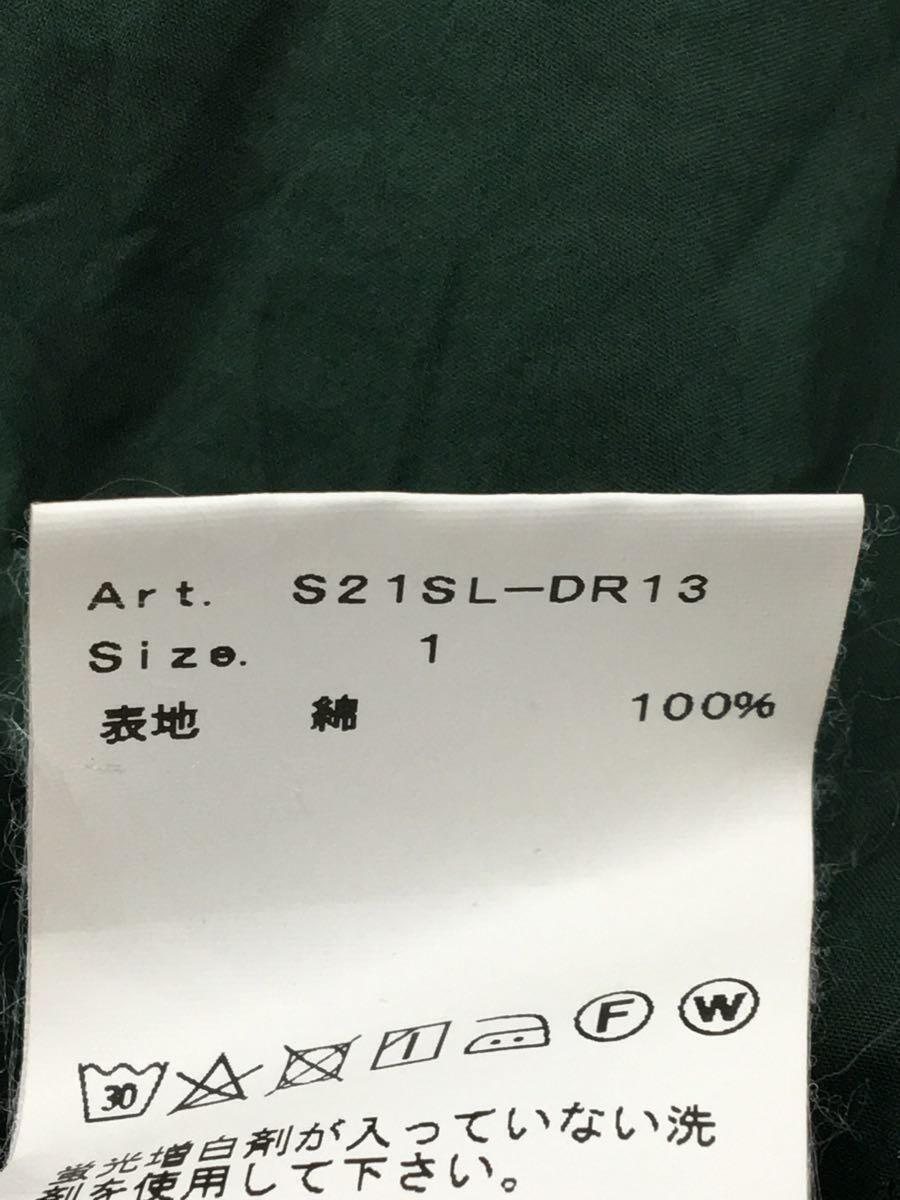 Art. S21SL-DR13
Size. 1
表地 綿 100%
30 F W
蛍光増白剤が入っていない洗
剤を使用して下さい。